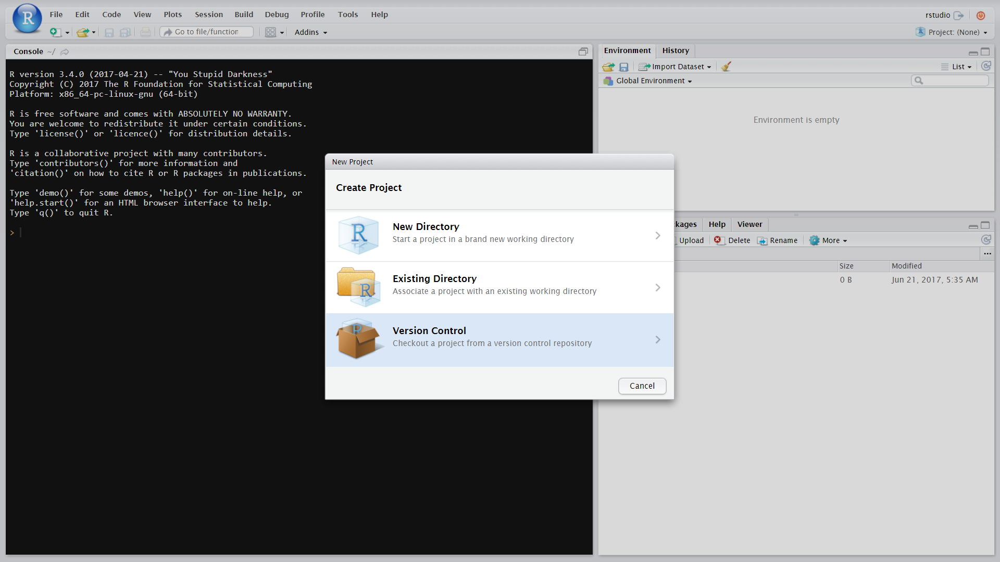 R File Edit Code View Plots Session Build Debug Profile Tools Help rstudio
Go to file/function Addins Project: (None)
Console ~/
R version 3.4.0 (2017-04-21) -- "You Stupid Darkness"
Copyright (C) 2017 The R Foundation for Statistical Computing
Platform: x86_64-pc-linux-gnu (64-bit)
R is free software and comes with ABSOLUTELY NO WARRANTY.
You are welcome to redistribute it under certain conditions.
Type 'license()' or 'licence()' for distribution details.
R is a collaborative project with many contributors.
Type 'contributors()' for more information and
'citation()' on how to cite R or R packages in publications.
Type 'demo()' for some demos, 'help()' for on-line help, or
'help.start()' for an HTML browser interface to help.
Type 'q()' to quit R.
>
Environment History
Import Dataset List
Global Environment
Environment is empty
New Project
Create Project
R
New Directory
Start a project in a brand new working directory
R
Existing Directory
Associate a project with an existing working directory
R
Version Control
Checkout a project from a version control repository
Cancel
kages Help Viewer
Upload Delete Rename More
...
Size Modified
0 B Jun 21, 2017, 5:35 AM